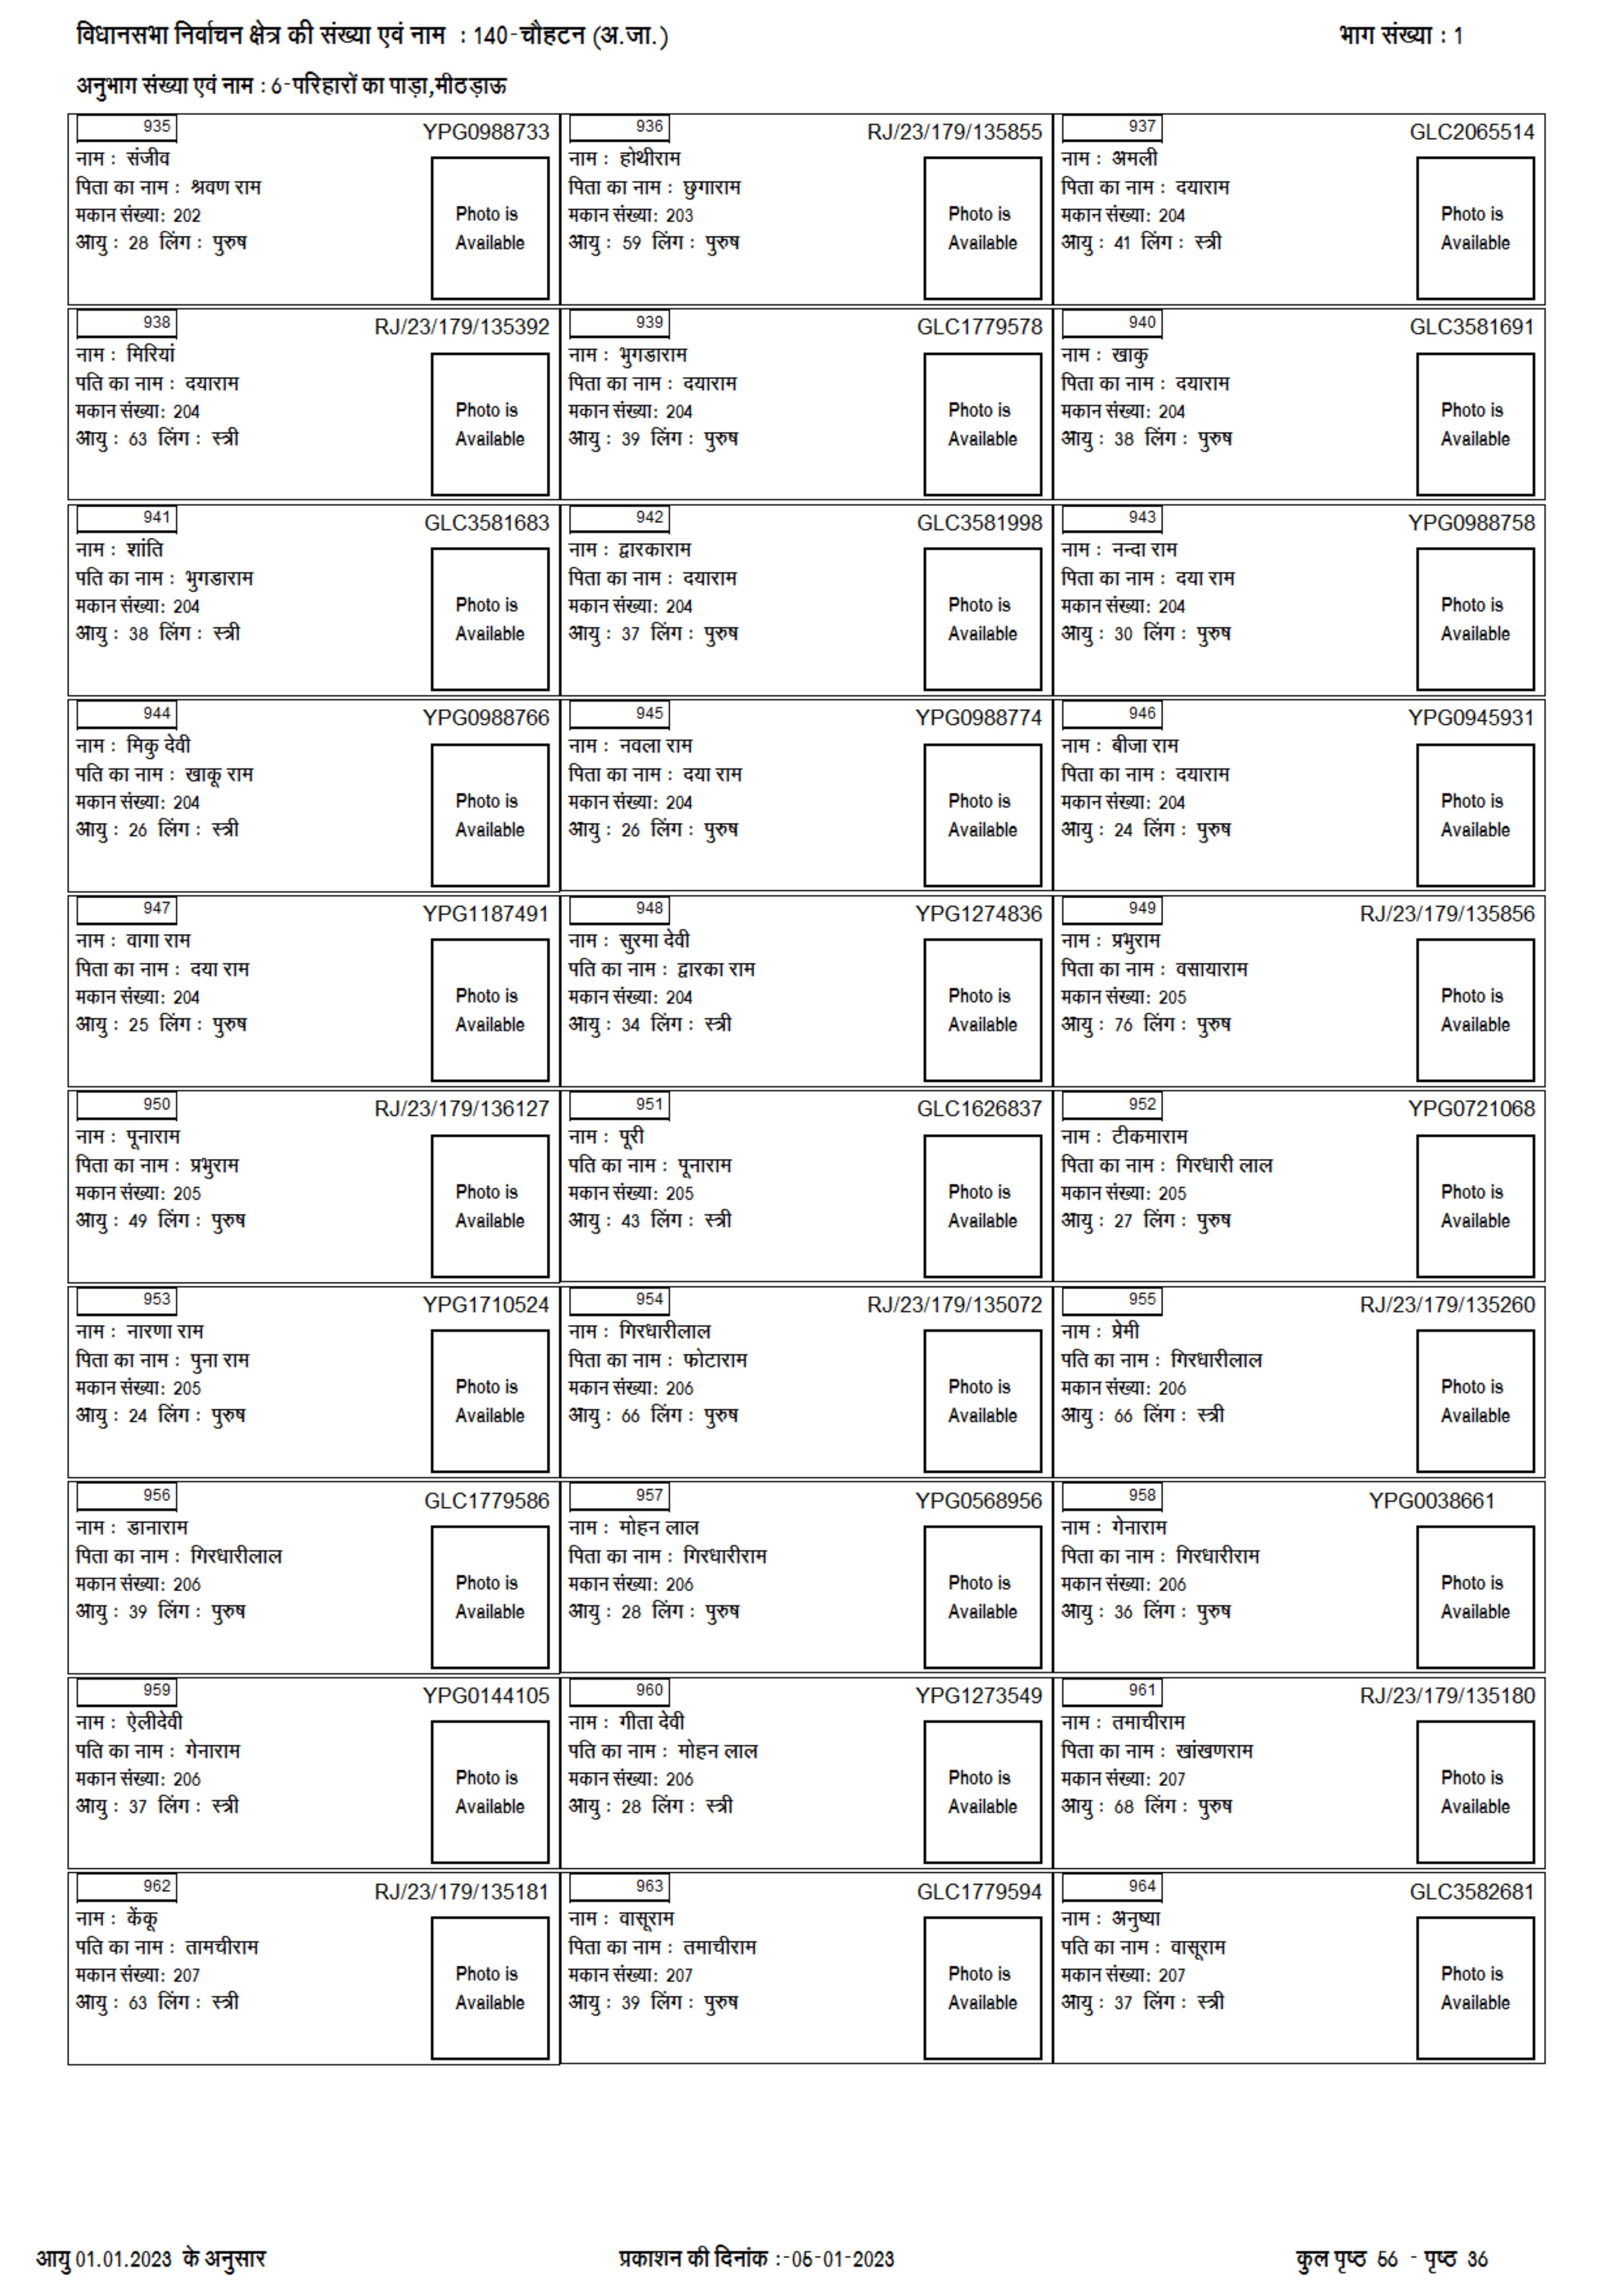 विधानसभा निर्वाचन क्षेत्र की संख्या एवं नाम : 140-चौहटन (अ.जा.) भाग संख्या : 1
अनुभाग संख्या एवं नाम : 6-परिहारों का पाड़ा,मीठड़ाऊ
935 YPG0988733
नाम : संजीव
पिता का नाम : श्रवण राम
मकान संख्या: 202
आयु : 28 लिंग : पुरुष
Photo is
Available
936 RJ/23/179/135855
नाम : होथीराम
पिता का नाम : छुगाराम
मकान संख्या: 203
आयु : 59 लिंग : पुरुष
Photo is
Available
937 GLC2065514
नाम : अमली
पिता का नाम : दयाराम
मकान संख्या: 204
आयु : 41 लिंग : स्त्री
Photo is
Available
938 RJ/23/179/135392
नाम : मिरियां
पति का नाम : दयाराम
मकान संख्या: 204
आयु : 63 लिंग : स्त्री
Photo is
Available
939 GLC1779578
नाम : भुगडाराम
पिता का नाम : दयाराम
मकान संख्या: 204
आयु : 39 लिंग : पुरुष
Photo is
Available
940 GLC3581691
नाम : खाकु
पिता का नाम : दयाराम
मकान संख्या: 204
आयु : 38 लिंग : पुरुष
Photo is
Available
941 GLC3581683
नाम : शांति
पति का नाम : भुगडाराम
मकान संख्या: 204
आयु : 38 लिंग : स्त्री
Photo is
Available
942 GLC3581998
नाम : द्वारकाराम
पिता का नाम : दयाराम
मकान संख्या: 204
आयु : 37 लिंग : पुरुष
Photo is
Available
943 YPG0988758
नाम : नन्दा राम
पिता का नाम : दया राम
मकान संख्या: 204
आयु : 30 लिंग : पुरुष
Photo is
Available
944 YPG0988766
नाम : मिकु देवी
पति का नाम : खाकू राम
मकान संख्या: 204
आयु : 26 लिंग : स्त्री
Photo is
Available
945 YPG0988774
नाम : नवला राम
पिता का नाम : दया राम
मकान संख्या: 204
आयु : 26 लिंग : पुरुष
Photo is
Available
946 YPG0945931
नाम : बीजा राम
पिता का नाम : दयाराम
मकान संख्या: 204
आयु : 24 लिंग : पुरुष
Photo is
Available
947 YPG1187491
नाम : वागा राम
पिता का नाम : दया राम
मकान संख्या: 204
आयु : 25 लिंग : पुरुष
Photo is
Available
948 YPG1274836
नाम : सुरमा देवी
पति का नाम : द्वारका राम
मकान संख्या: 204
आयु : 34 लिंग : स्त्री
Photo is
Available
949 RJ/23/179/135856
नाम : प्रभुराम
पिता का नाम : वसायाराम
मकान संख्या: 205
आयु : 76 लिंग : पुरुष
Photo is
Available
950 RJ/23/179/136127
नाम : पूनाराम
पिता का नाम : प्रभुराम
मकान संख्या: 205
आयु : 49 लिंग : पुरुष
Photo is
Available
951 GLC1626837
नाम : पूरी
पति का नाम : पूनाराम
मकान संख्या: 205
आयु : 43 लिंग : स्त्री
Photo is
Available
952 YPG0721068
नाम : टीकमाराम
पिता का नाम : गिरधारी लाल
मकान संख्या: 205
आयु : 27 लिंग : पुरुष
Photo is
Available
953 YPG1710524
नाम : नारणा राम
पिता का नाम : पुना राम
मकान संख्या: 205
आयु : 24 लिंग : पुरुष
Photo is
Available
954 RJ/23/179/135072
नाम : गिरधारीलाल
पिता का नाम : फोटाराम
मकान संख्या: 206
आयु : 66 लिंग : पुरुष
Photo is
Available
955 RJ/23/179/135260
नाम : प्रेमी
पति का नाम : गिरधारीलाल
मकान संख्या: 206
आयु : 66 लिंग : स्त्री
Photo is
Available
956 GLC1779586
नाम : डानाराम
पिता का नाम : गिरधारीलाल
मकान संख्या: 206
आयु : 39 लिंग : पुरुष
Photo is
Available
957 YPG0568956
नाम : मोहन लाल
पिता का नाम : गिरधारीराम
मकान संख्या: 206
आयु : 28 लिंग : पुरुष
Photo is
Available
958 YPG0038661
नाम : गेनाराम
पिता का नाम : गिरधारीराम
मकान संख्या: 206
आयु : 36 लिंग : पुरुष
Photo is
Available
959 YPG0144105
नाम : ऐलीदेवी
पति का नाम : गेनाराम
मकान संख्या: 206
आयु : 37 लिंग : स्त्री
Photo is
Available
960 YPG1273549
नाम : गीता देवी
पति का नाम : मोहन लाल
मकान संख्या: 206
आयु : 28 लिंग : स्त्री
Photo is
Available
961 RJ/23/179/135180
नाम : तमाचीराम
पिता का नाम : खांखणराम
मकान संख्या: 207
आयु : 68 लिंग : पुरुष
Photo is
Available
962 RJ/23/179/135181
नाम : केंकू
पति का नाम : तामचीराम
मकान संख्या: 207
आयु : 63 लिंग : स्त्री
Photo is
Available
963 GLC1779594
नाम : वासूराम
पिता का नाम : तमाचीराम
मकान संख्या: 207
आयु : 39 लिंग : पुरुष
Photo is
Available
964 GLC3582681
नाम : अनुष्या
पति का नाम : वासूराम
मकान संख्या: 207
आयु : 37 लिंग : स्त्री
Photo is
Available
आयु 01.01.2023 के अनुसार प्रकाशन की दिनांक :-05-01-2023 कुल पृष्ठ 56 - पृष्ठ 36